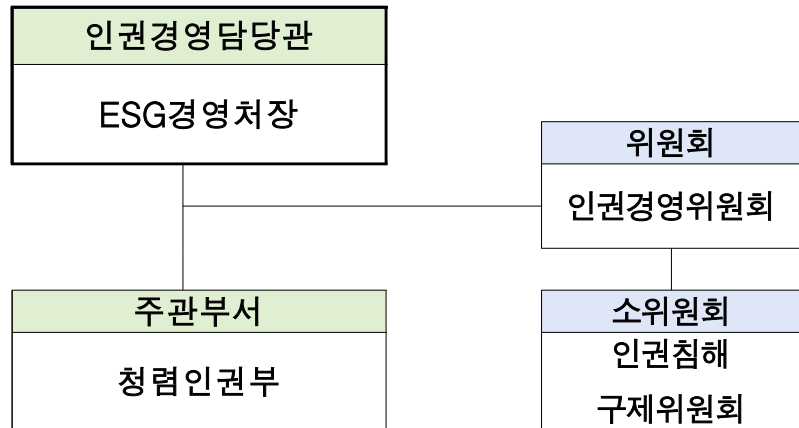 인권경영담당관
ESG경영처장
위원회
인권경영위원회
주관부서
청렴인권부
소위원회
인권침해
구제위원회